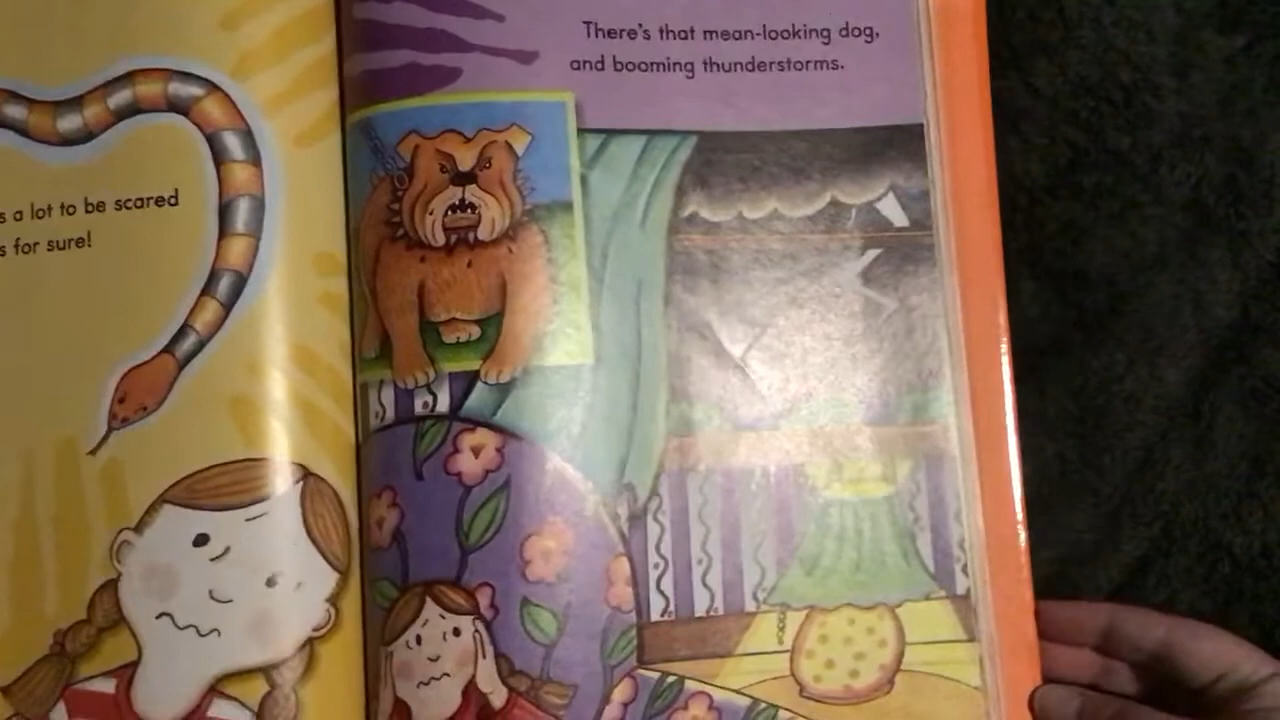 s a lot to be scared
s for sure!
There's that mean-looking dog,
and booming thunderstorms.